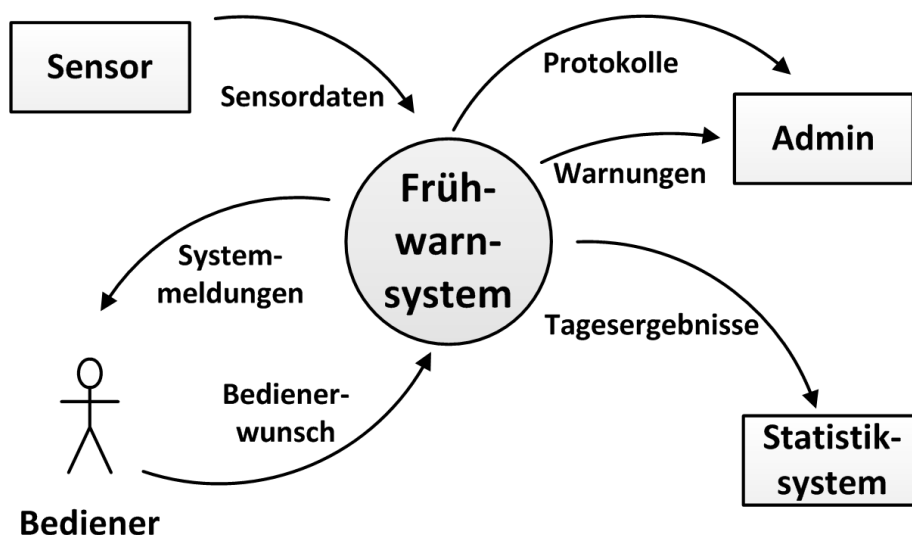 Sensor
Sensordaten
Protokolle
Admin
Warnungen
Früh-
warn-
system
System-
meldungen
Tagesergebnisse
Bediener-
wunsch
Statistik-
system
Bediener